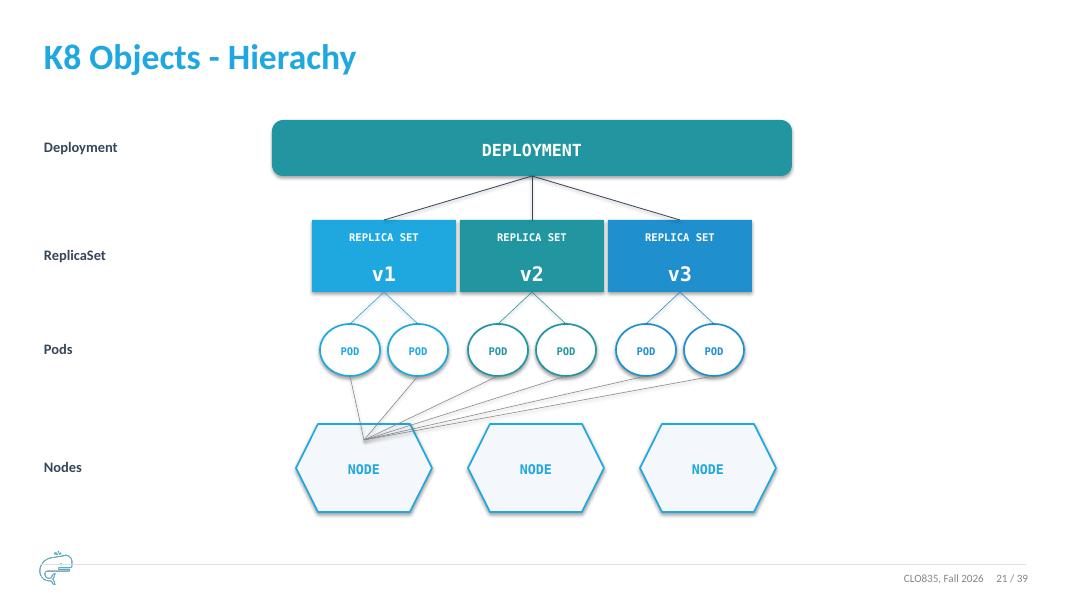 K8 Objects - Hierachy
Deployment
DEPLOYMENT
ReplicaSet
REPLICA SET
v1
REPLICA SET
v2
REPLICA SET
v3
Pods
POD
POD
POD
POD
POD
POD
Nodes
NODE
NODE
NODE
CLO835, Fall 2026 21 / 39